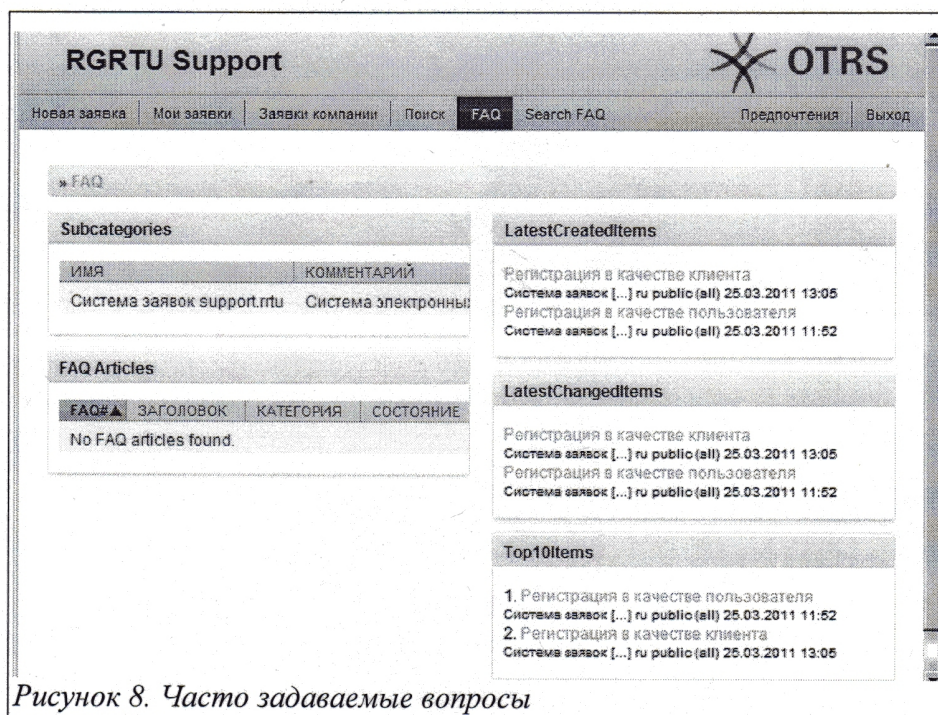 RGRTU Support
OTRS
Новая заявка Мои заявки Заявки компании Поиск FAQ Search FAQ Предпочтения Выход
» FAQ
Subcategories
ИМЯ КОММЕНТАРИЙ
Система заявок support.rrtu Система электронных
FAQ Articles
FAQ#▲ ЗАГОЛОВОК КАТЕГОРИЯ СОСТОЯНИЕ
No FAQ articles found.
LatestCreatedItems
Регистрация в качестве клиента
Система заявок [...] ru public (all) 25.03.2011 13:05
Регистрация в качестве пользователя
Система заявок [...] ru public (all) 25.03.2011 11:52
LatestChangedItems
Регистрация в качестве клиента
Система заявок [...] ru public (all) 25.03.2011 13:05
Регистрация в качестве пользователя
Система заявок [...] ru public (all) 25.03.2011 11:52
Top10Items
1. Регистрация в качестве пользователя
Система заявок [...] ru public (all) 25.03.2011 11:52
2. Регистрация в качестве клиента
Система заявок [...] ru public (all) 25.03.2011 13:05
Рисунок 8. Часто задаваемые вопросы